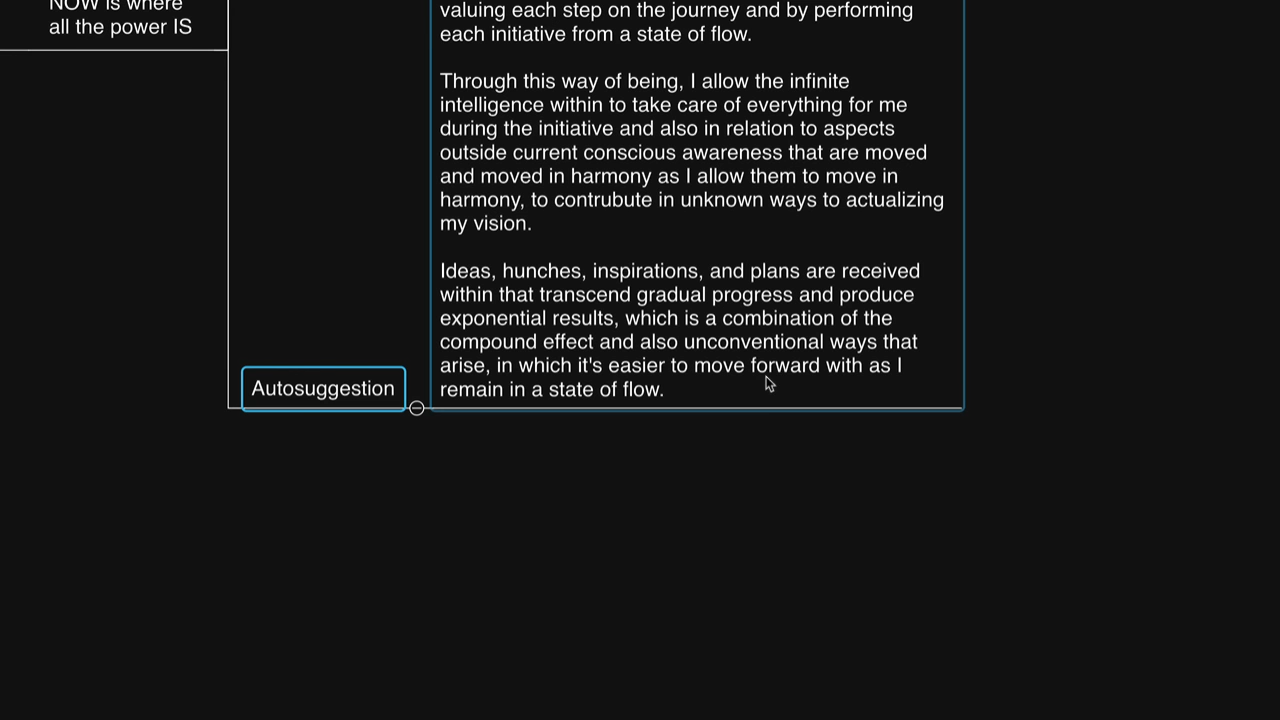 NOW is where
all the power IS
valuing each step on the journey and by performing
each initiative from a state of flow.
Through this way of being, I allow the infinite
intelligence within to take care of everything for me
during the initiative and also in relation to aspects
outside current conscious awareness that are moved
and moved in harmony as I allow them to move in
harmony, to contrubute in unknown ways to actualizing
my vision.
Ideas, hunches, inspirations, and plans are received
within that transcend gradual progress and produce
exponential results, which is a combination of the
compound effect and also unconventional ways that
arise, in which it's easier to move forward with as I
remain in a state of flow.
Autosuggestion